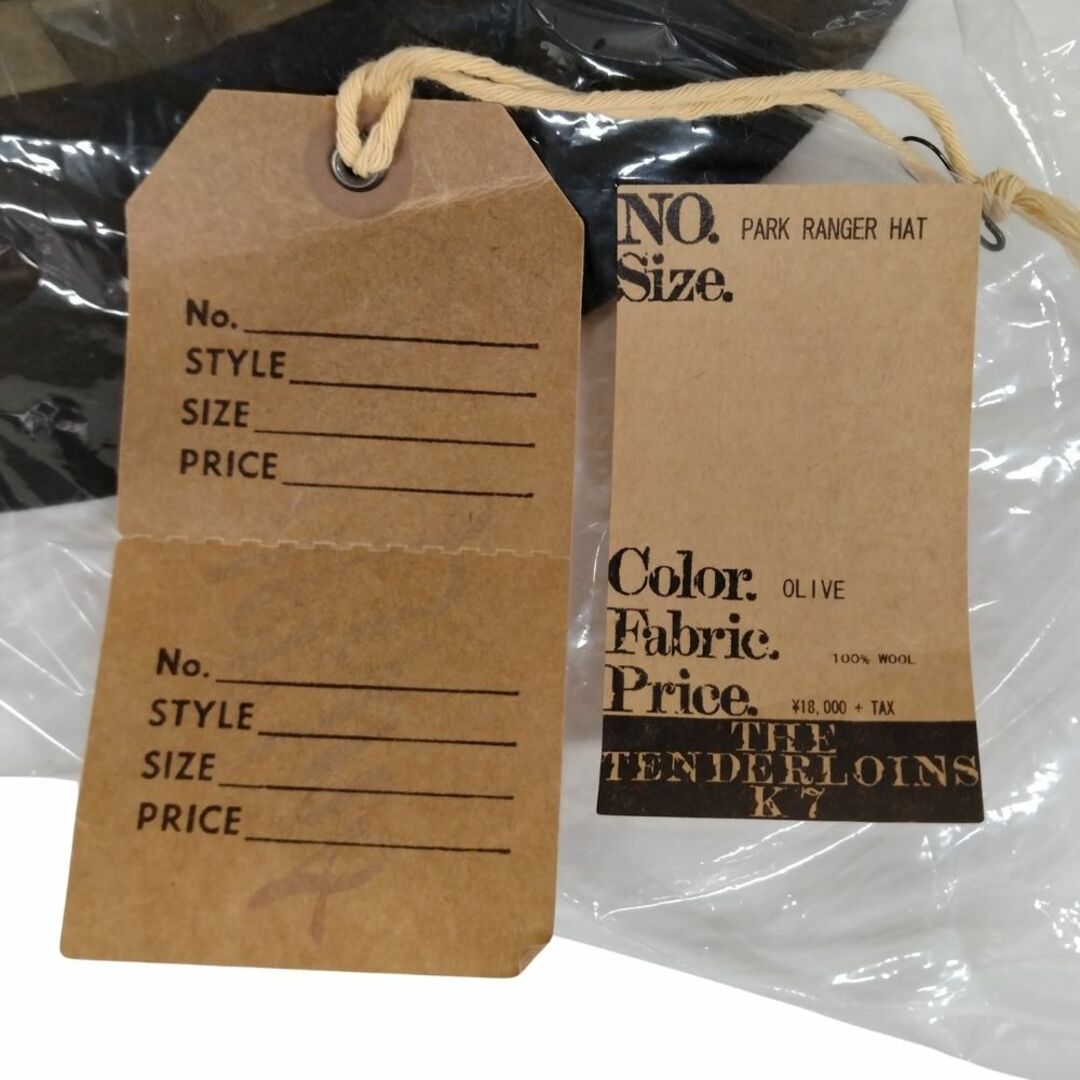 No.
STYLE
SIZE
PRICE
No.
STYLE
SIZE
PRICE
NO. PARK RANGER HAT
Size.
Color. OLIVE
Fabric. 100% WOOL
Price. ¥18,000 + TAX
THE
TENDERLOINS
K7